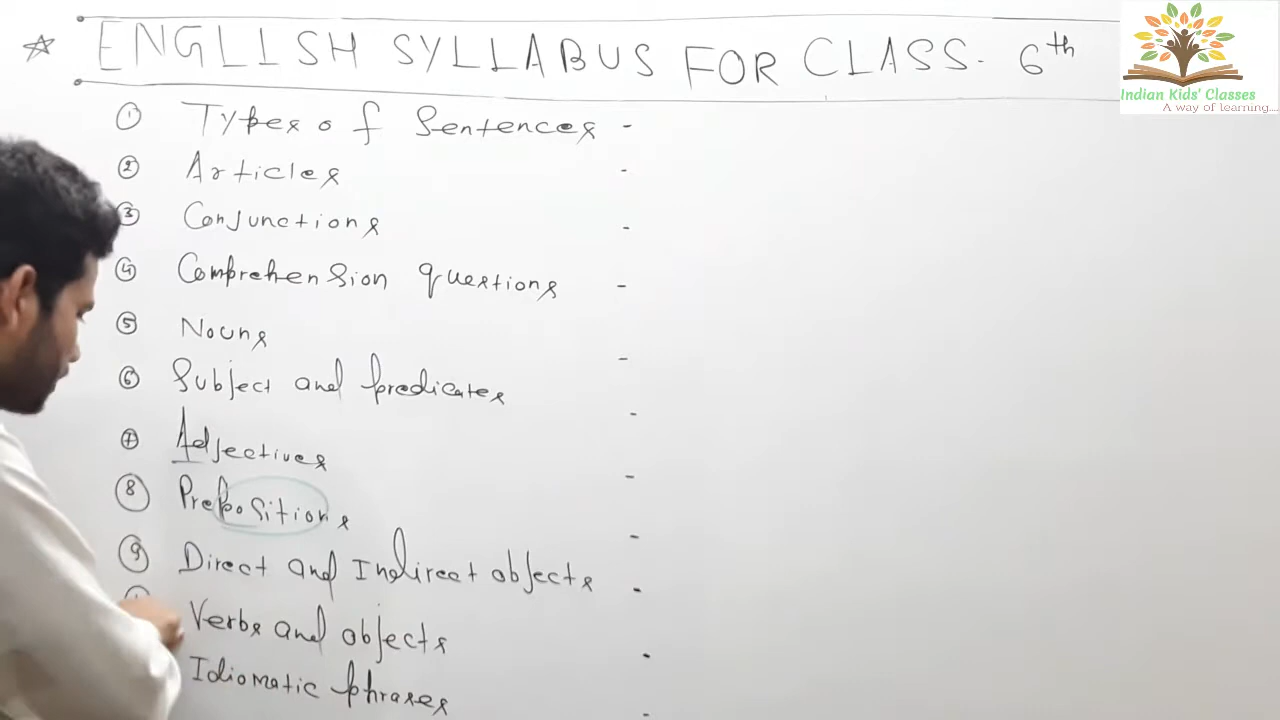 ENGLISH SYLLABUS FOR CLASS. 6th
Indian Kids' Classes
A way of learning....
1 Types of Sentences -
2 Articles -
3 Conjunctions -
4 Comprehension questions -
5 Nouns -
6 Subject and predicates -
7 Adjectives -
8 Prepositions -
9 Direct and Indirect objects -
Verbs and objects -
Idiomatic phrases -